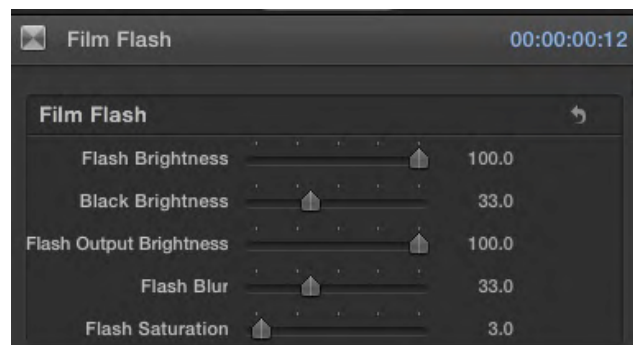 Film Flash 00:00:00:12
Film Flash
Flash Brightness 100.0
Black Brightness 33.0
Flash Output Brightness 100.0
Flash Blur 33.0
Flash Saturation 3.0